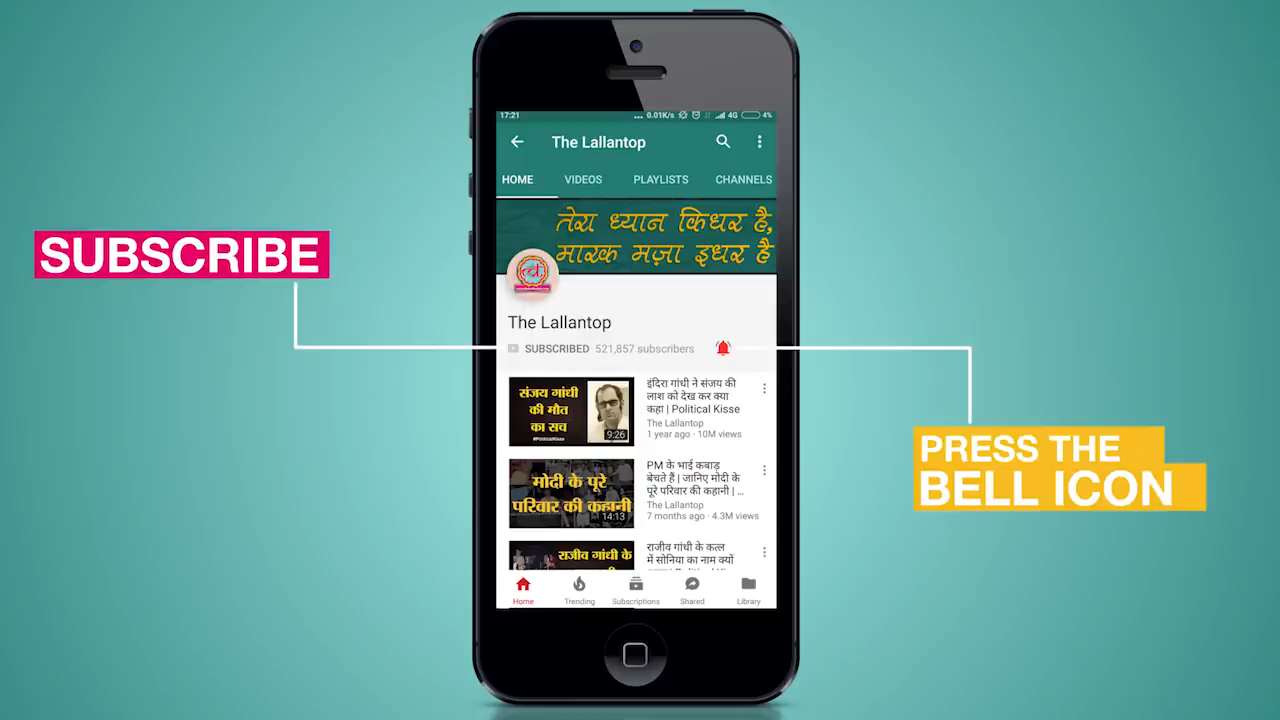 17:21 ... 0.01K/s 4G 4%
The Lallantop
HOME VIDEOS PLAYLISTS CHANNELS
तेरा ध्यान किधर है,
मारक मज़ा इधर है
SUBSCRIBE
The Lallantop
SUBSCRIBED 521,857 subscribers
संजय गांधी
की मौत
का सच
#PoliticalKisse
9:26
इंदिरा गांधी ने संजय की
लाश को देख कर क्या
कहा | Political Kisse
The Lallantop
1 year ago · 10M views
PRESS THE
BELL ICON
मोदी के पूरे
परिवार की कहानी
14:13
PM के भाई कबाड़
बेचते हैं | जानिए मोदी के
पूरे परिवार की कहानी | ...
The Lallantop
7 months ago · 4.3M views
राजीव गांधी के
राजीव गांधी के कत्ल
में सोनिया का नाम क्यों
Home Trending Subscriptions Shared Library